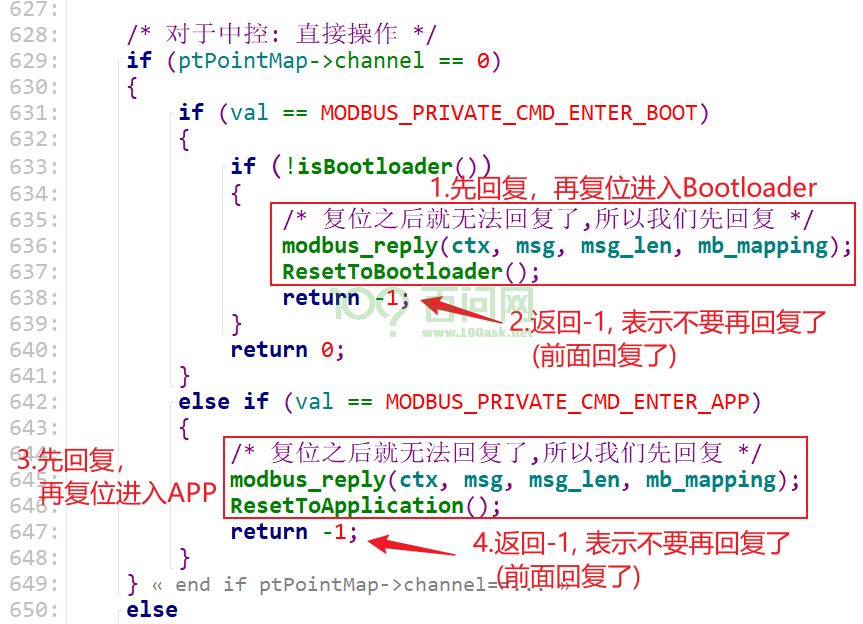 627:
628: /* 对于中控: 直接操作 */
629: if (ptPointMap->channel == 0)
630: {
631: if (val == MODBUS_PRIVATE_CMD_ENTER_BOOT)
632: {
633: if (!isBootloader())
1.先回复，再复位进入Bootloader
634: {
635: /* 复位之后就无法回复了,所以我们先回复 */
636: modbus_reply(ctx, msg, msg_len, mb_mapping);
637: ResetToBootloader();
638: return -1;
百问网
www.100ask.net
2.返回-1, 表示不要再回复了
(前面回复了)
639: }
640: return 0;
641: }
642: else if (val == MODBUS_PRIVATE_CMD_ENTER_APP)
643: {
3.先回复，
再复位进入APP
644: /* 复位之后就无法回复了,所以我们先回复 */
645: modbus_reply(ctx, msg, msg_len, mb_mapping);
646: ResetToApplication();
647: return -1;
4.返回-1, 表示不要再回复了
(前面回复了)
648: }
649: } « end if ptPointMap->channel==... »
650: else